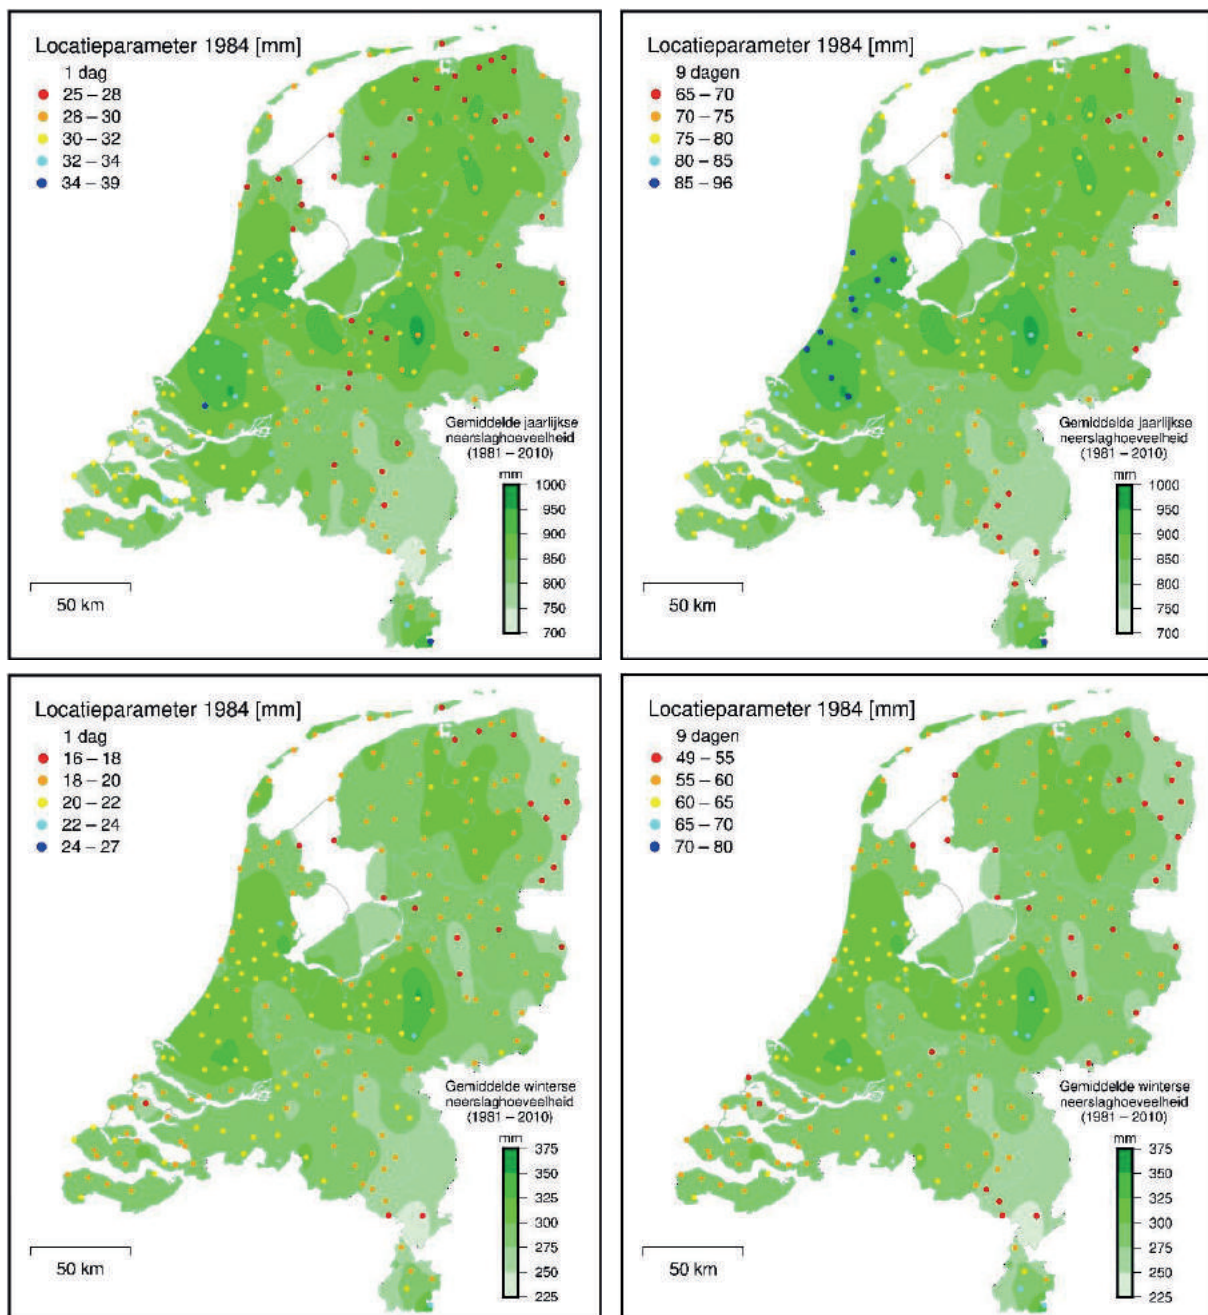 Locatieparameter 1984 [mm]
1 dag
25 – 28
28 – 30
30 – 32
32 – 34
34 – 39
Gemiddelde jaarlijkse
neerslaghoeveelheid
(1981 – 2010)
mm
1000
950
900
850
800
750
700
50 km
Locatieparameter 1984 [mm]
9 dagen
65 – 70
70 – 75
75 – 80
80 – 85
85 – 96
Gemiddelde jaarlijkse
neerslaghoeveelheid
(1981 – 2010)
mm
1000
950
900
850
800
750
700
50 km
Locatieparameter 1984 [mm]
1 dag
16 – 18
18 – 20
20 – 22
22 – 24
24 – 27
Gemiddelde winterse
neerslaghoeveelheid
(1981 – 2010)
mm
375
350
325
300
275
250
225
50 km
Locatieparameter 1984 [mm]
9 dagen
49 – 55
55 – 60
60 – 65
65 – 70
70 – 80
Gemiddelde winterse
neerslaghoeveelheid
(1981 – 2010)
mm
375
350
325
300
275
250
225
50 km